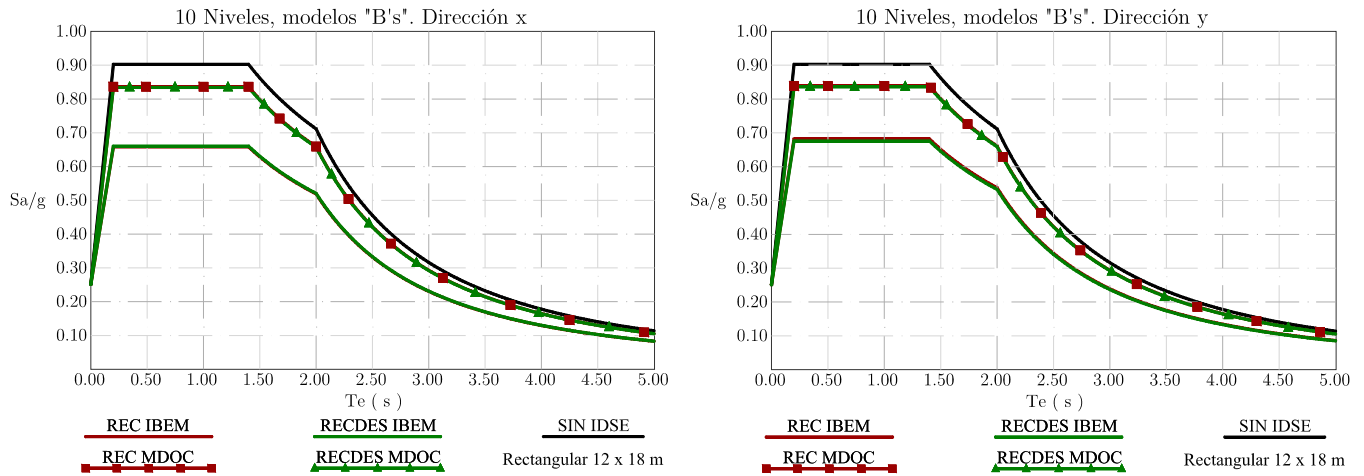 10 Niveles, modelos "B's". Dirección x
1.00
0.90
0.80
0.70
0.60
Sa/g
0.50
0.40
0.30
0.20
0.10
0.00 0.50 1.00 1.50 2.00 2.50 3.00 3.50 4.00 4.50 5.00
Te ( s )
REC IBEM RECDES IBEM SIN IDSE
REC MDOC RECDES MDOC Rectangular 12 x 18 m
10 Niveles, modelos "B's". Dirección y
1.00
0.90
0.80
0.70
0.60
Sa/g
0.50
0.40
0.30
0.20
0.10
0.00 0.50 1.00 1.50 2.00 2.50 3.00 3.50 4.00 4.50 5.00
Te ( s )
REC IBEM RECDES IBEM SIN IDSE
REC MDOC RECDES MDOC Rectangular 12 x 18 m